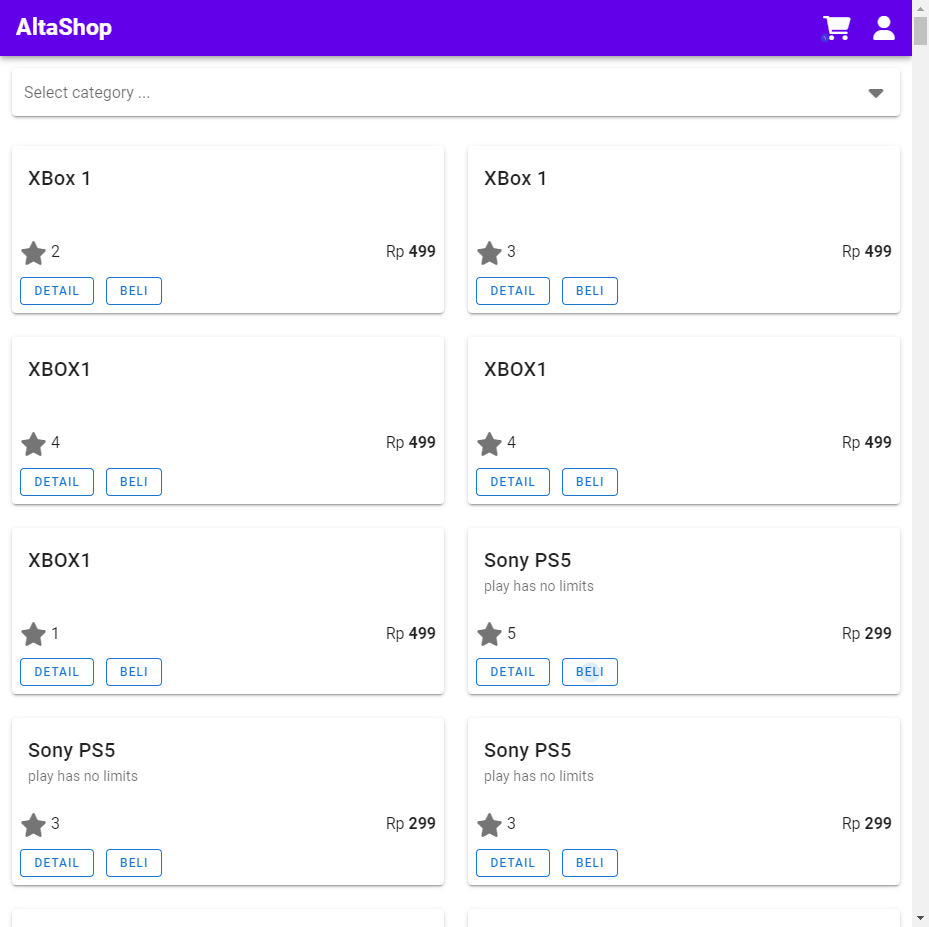 AltaShop
Select category ...
XBox 1
2
Rp 499
DETAIL
BELI
XBox 1
3
Rp 499
DETAIL
BELI
XBOX1
4
Rp 499
DETAIL
BELI
XBOX1
4
Rp 499
DETAIL
BELI
XBOX1
1
Rp 499
DETAIL
BELI
Sony PS5
play has no limits
5
Rp 299
DETAIL
BELI
Sony PS5
play has no limits
3
Rp 299
DETAIL
BELI
Sony PS5
play has no limits
3
Rp 299
DETAIL
BELI